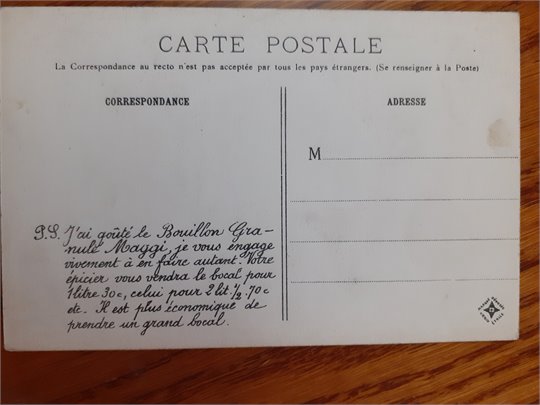 CARTE POSTALE
La Correspondance au recto n'est pas acceptée par tous les pays étrangers. (Se renseigner à la Poste)
CORRESPONDANCE
ADRESSE
M
P.S. J'ai goûté le Bouillon Gra-
nulé Maggi, je vous engage
vivement à en faire autant. Votre
épicier vous vendra le bocal pour
1 litre 30c, celui pour 2 lit. ½ .70c
etc. Il est plus économique de
prendre un grand bocal.